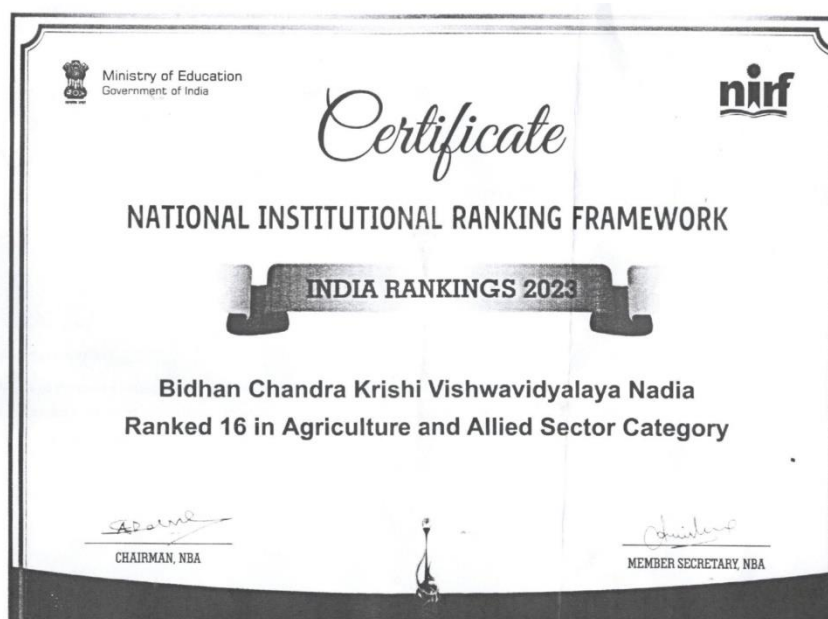 Ministry of Education
Government of India
nirf
Certificate
NATIONAL INSTITUTIONAL RANKING FRAMEWORK
INDIA RANKINGS 2023
Bidhan Chandra Krishi Vishwavidyalaya Nadia
Ranked 16 in Agriculture and Allied Sector Category
CHAIRMAN, NBA
MEMBER SECRETARY, NBA